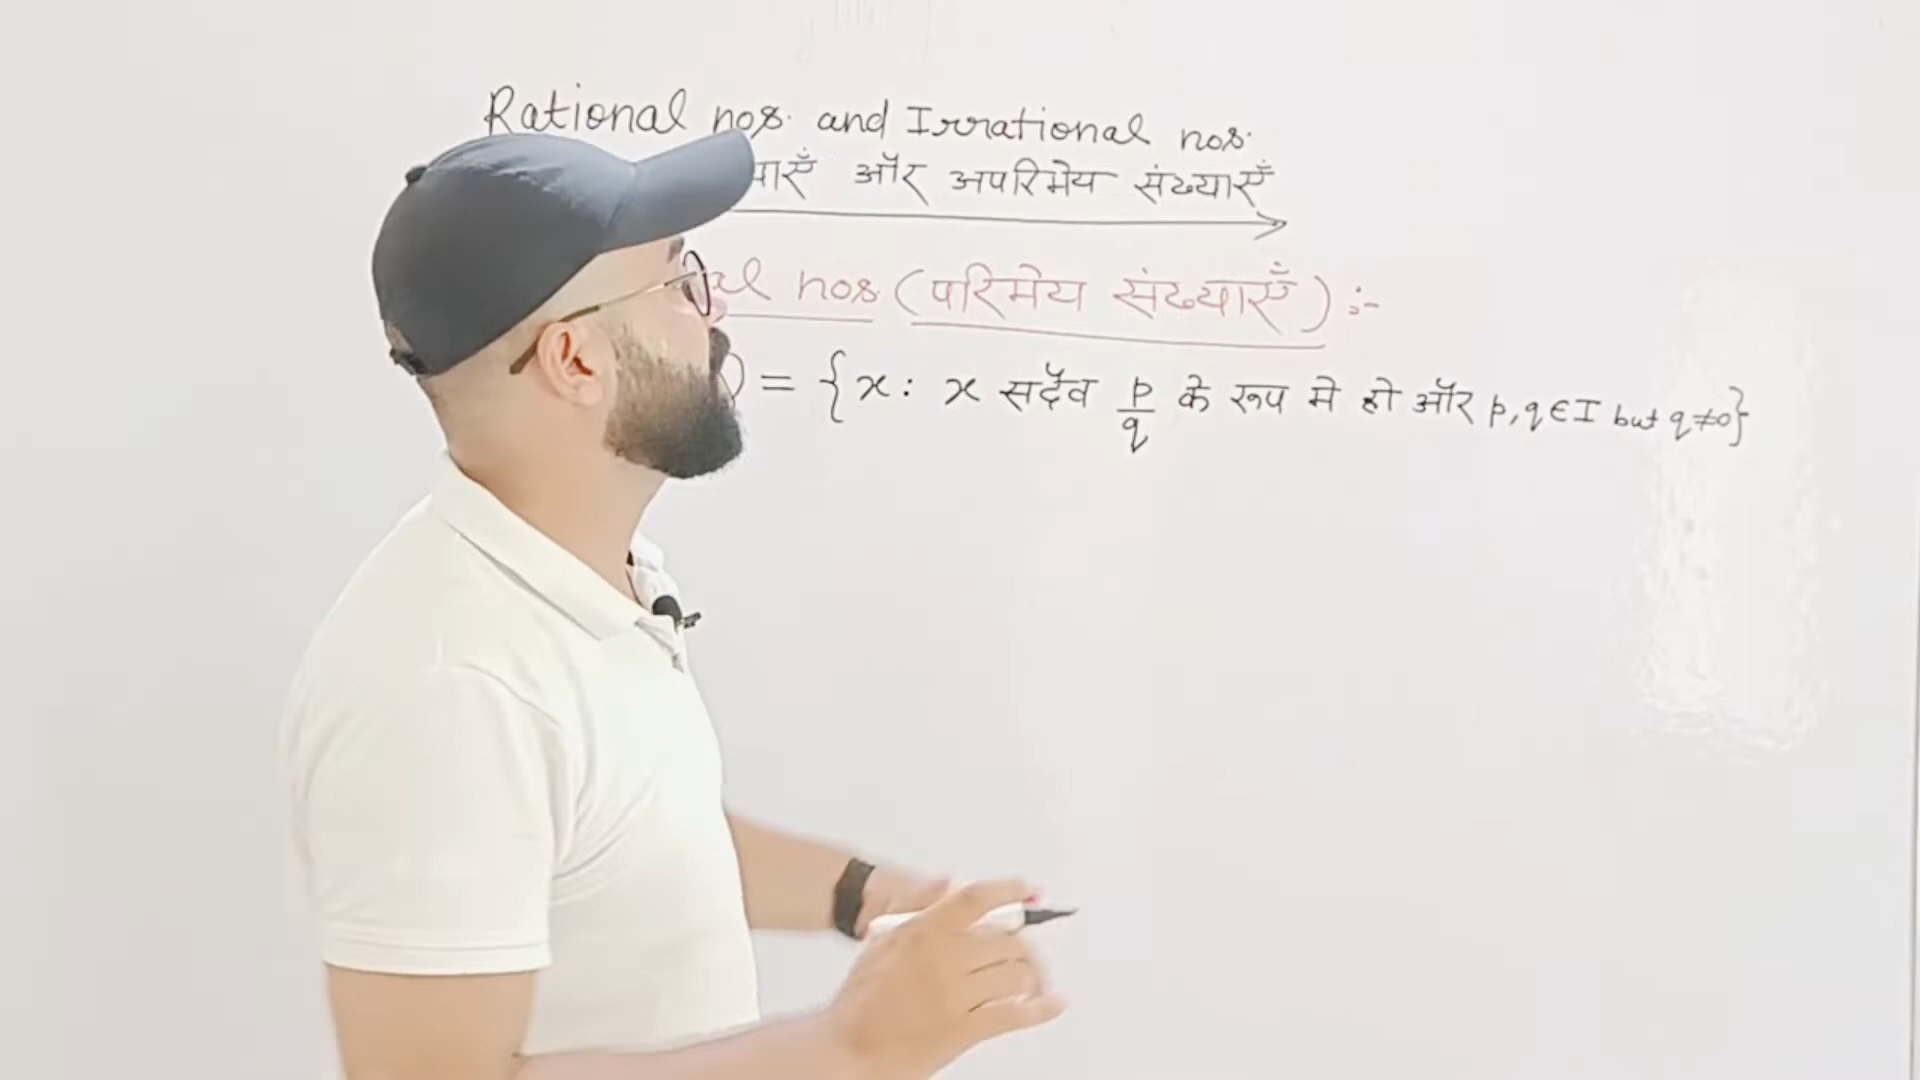 Rational nos. and Irrational nos.
और अपरिमेय संख्याएँ
nos. (परिमेय संख्याएँ) :-
= {x : x सदैव p/q के रूप मे हो और p, q ∈ I but q ≠ 0}